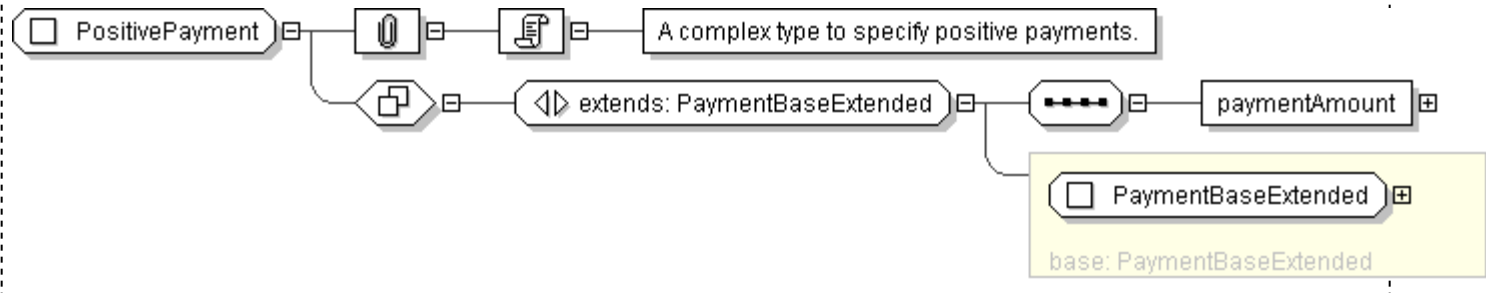 PositivePayment
A complex type to specify positive payments.
extends: PaymentBaseExtended
paymentAmount
PaymentBaseExtended
base: PaymentBaseExtended